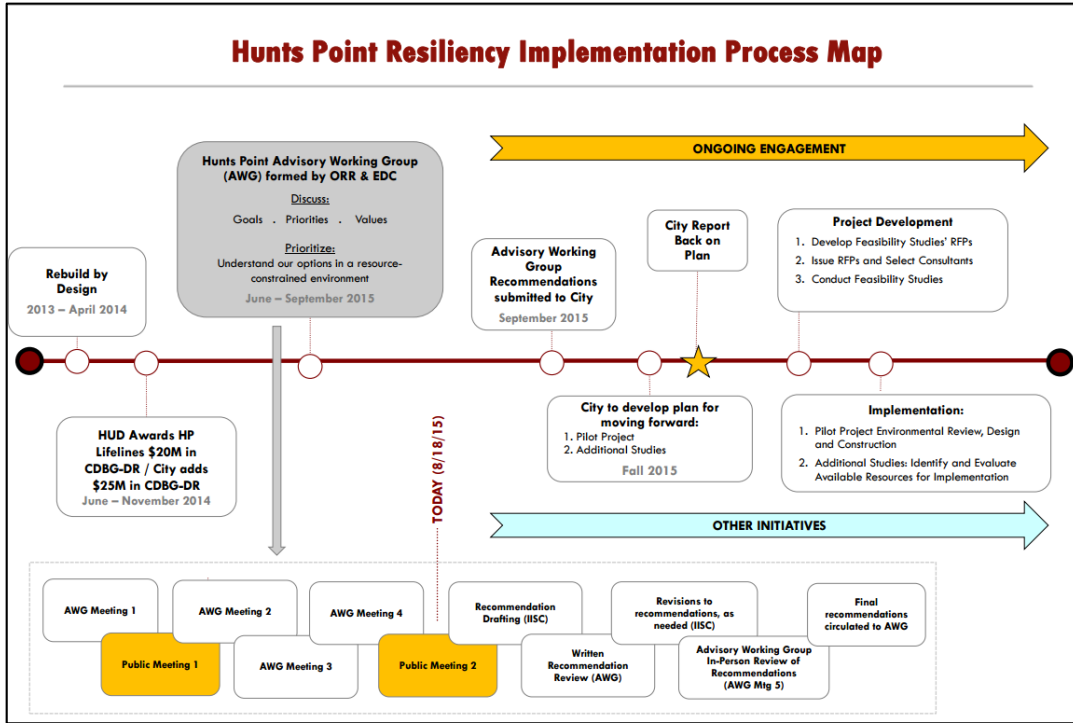 Hunts Point Resiliency Implementation Process Map
ONGOING ENGAGEMENT
Hunts Point Advisory Working Group
(AWG) formed by ORR & EDC
Discuss:
Goals . Priorities . Values
Prioritize:
Understand our options in a resource-
constrained environment
June – September 2015
Rebuild by
Design
2013 – April 2014
Advisory Working
Group
Recommendations
submitted to City
September 2015
City Report
Back on
Plan
Project Development
1. Develop Feasibility Studies' RFPs
2. Issue RFPs and Select Consultants
3. Conduct Feasibility Studies
HUD Awards HP
Lifelines $20M in
CDBG-DR / City adds
$25M in CDBG-DR
June – November 2014
City to develop plan for
moving forward:
1. Pilot Project
2. Additional Studies
Fall 2015
Implementation:
1. Pilot Project Environmental Review, Design
and Construction
2. Additional Studies: Identify and Evaluate
Available Resources for Implementation
TODAY (8/18/15)
OTHER INITIATIVES
AWG Meeting 1
Public Meeting 1
AWG Meeting 2
AWG Meeting 3
AWG Meeting 4
Public Meeting 2
Recommendation
Drafting (IISC)
Written
Recommendation
Review (AWG)
Revisions to
recommendations, as
needed (IISC)
Advisory Working Group
In-Person Review of
Recommendations
(AWG Mtg 5)
Final
recommendations
circulated to AWG